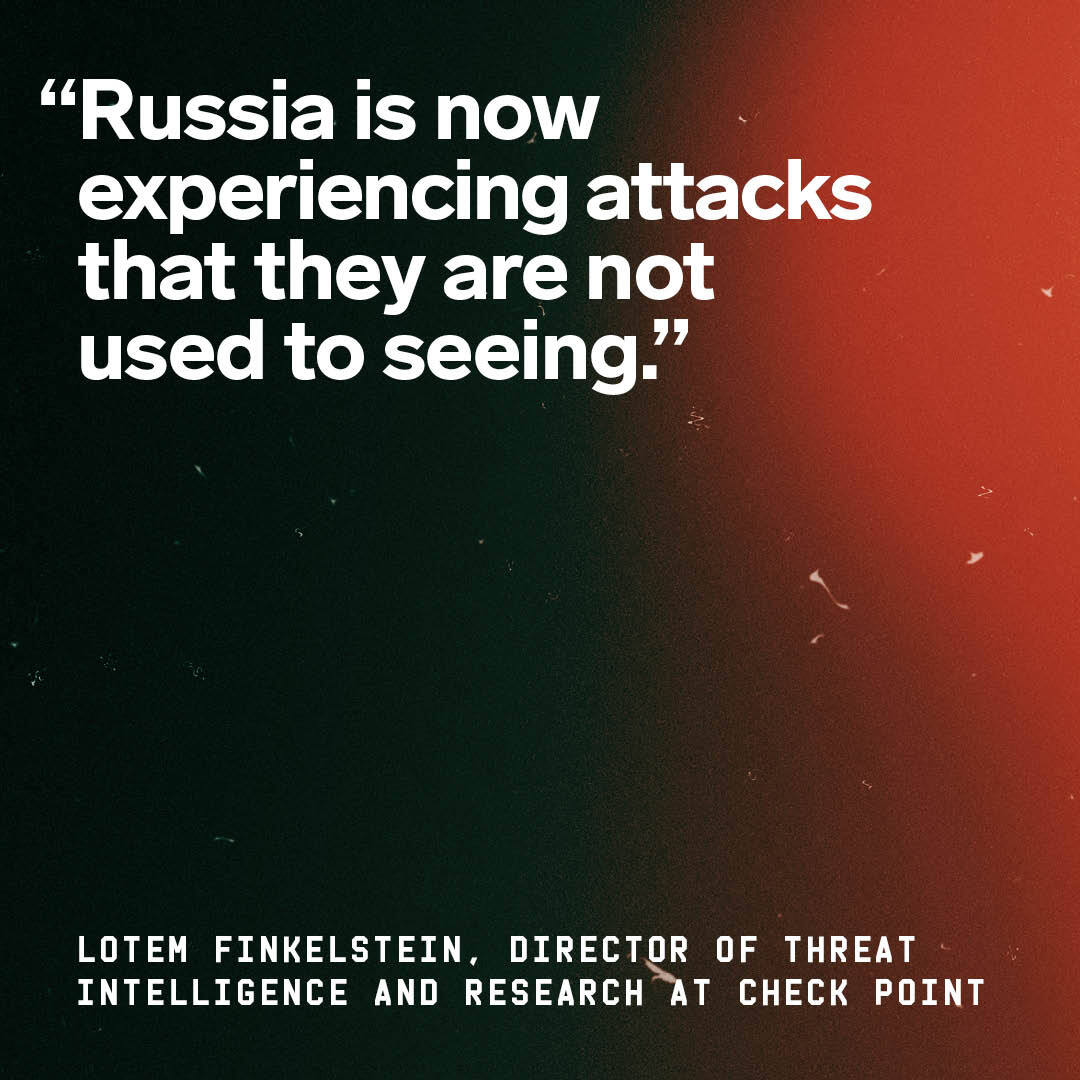 “Russia is now
experiencing attacks
that they are not
used to seeing.”
LOTEM FINKELSTEIN, DIRECTOR OF THREAT
INTELLIGENCE AND RESEARCH AT CHECK POINT